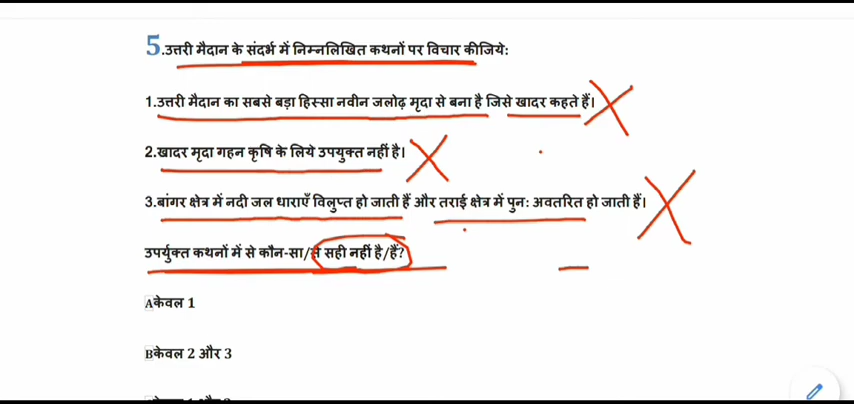 5.उत्तरी मैदान के संदर्भ में निम्नलिखित कथनों पर विचार कीजिये:
1.उत्तरी मैदान का सबसे बड़ा हिस्सा नवीन जलोढ़ मृदा से बना है जिसे खादर कहते हैं।
2.खादर मृदा गहन कृषि के लिये उपयुक्त नहीं है।
3.बांगर क्षेत्र में नदी जल धाराएँ विलुप्त हो जाती हैं और तराई क्षेत्र में पुन: अवतरित हो जाती हैं।
उपर्युक्त कथनों में से कौन-सा/से सही नहीं है/हैं?
Aकेवल 1
Bकेवल 2 और 3